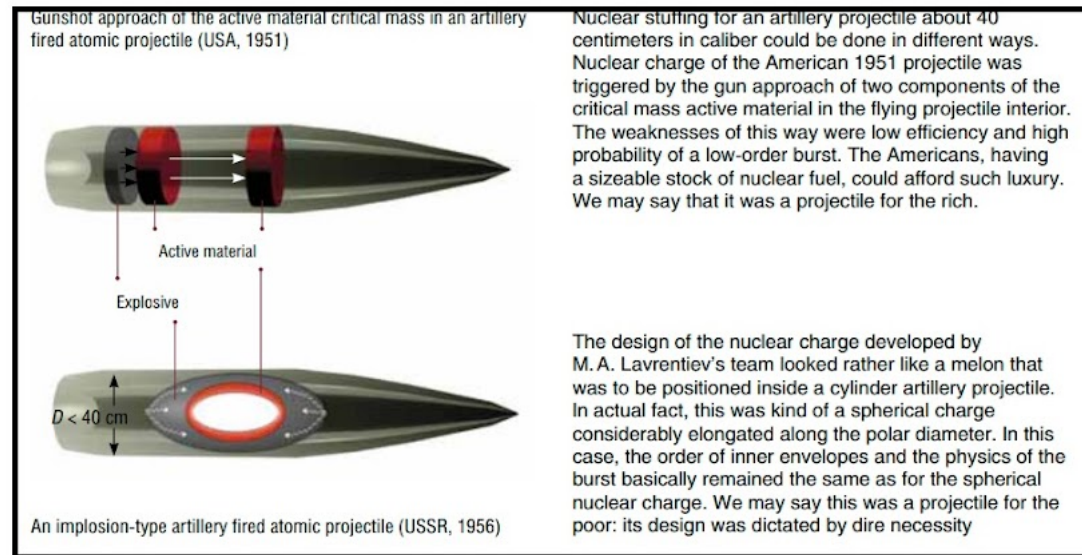 Gunshot approach of the active material critical mass in an artillery
fired atomic projectile (USA, 1951)
Nuclear stuffing for an artillery projectile about 40
centimeters in caliber could be done in different ways.
Nuclear charge of the American 1951 projectile was
triggered by the gun approach of two components of the
critical mass active material in the flying projectile interior.
The weaknesses of this way were low efficiency and high
probability of a low-order burst. The Americans, having
a sizeable stock of nuclear fuel, could afford such luxury.
We may say that it was a projectile for the rich.
Active material
Explosive
D < 40 cm
An implosion-type artillery fired atomic projectile (USSR, 1956)
The design of the nuclear charge developed by
M. A. Lavrentiev's team looked rather like a melon that
was to be positioned inside a cylinder artillery projectile.
In actual fact, this was kind of a spherical charge
considerably elongated along the polar diameter. In this
case, the order of inner envelopes and the physics of the
burst basically remained the same as for the spherical
nuclear charge. We may say this was a projectile for the
poor: its design was dictated by dire necessity